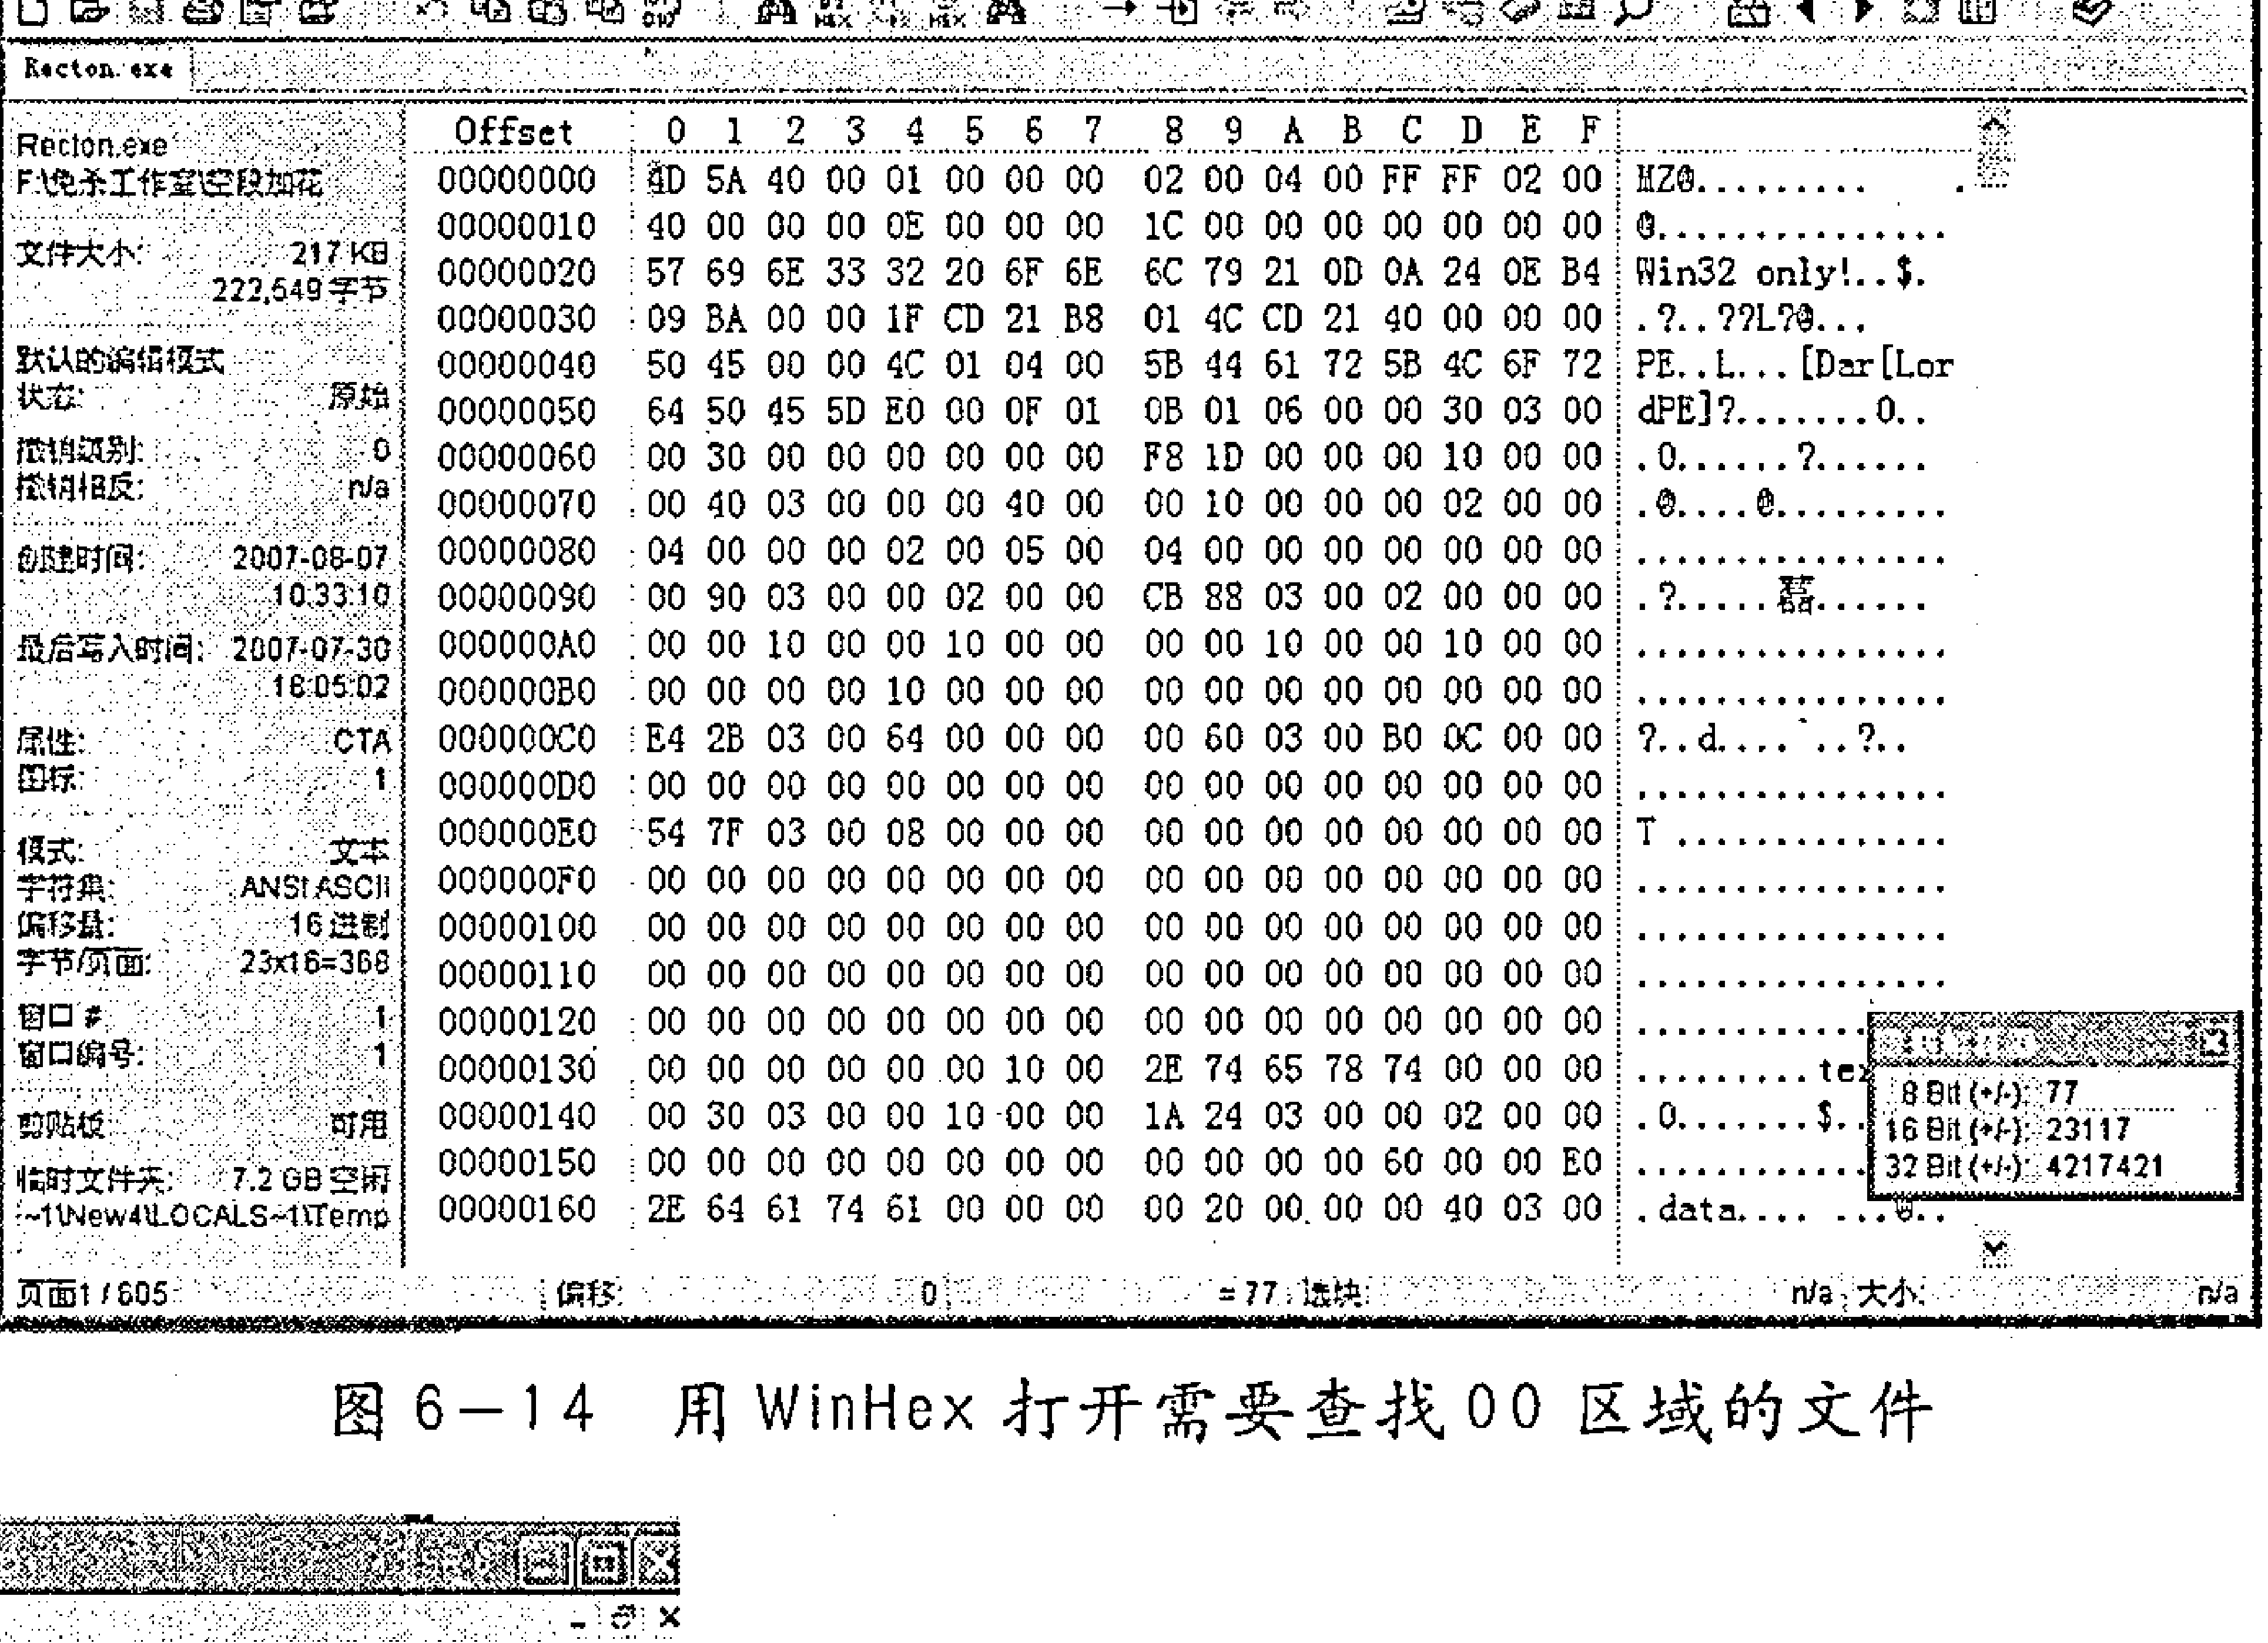 Recton.exe
Recton.exe
F:\免杀工作室\空段加花
文件大小: 217 KB
222,549 字节
默认的编辑模式
状态: 原始
撤销级别: 0
撤销相反: n/a
创建时间: 2007-08-07
10:33:10
最后写入时间: 2007-07-30
16:05:02
属性: CTA
图标: 1
模式: 文本
字符集: ANSI ASCII
偏移量: 16 进制
字节/页面: 23x16=368
窗口 #: 1
窗口编号: 1
剪贴板: 可用
临时文件夹: 7.2 GB 空闲
~1\New4\LOCALS~1\Temp
Offset 0 1 2 3 4 5 6 7 8 9 A B C D E F
00000000 4D 5A 40 00 01 00 00 00 02 00 04 00 FF FF 02 00 MZ@......... .
00000010 40 00 00 00 0E 00 00 00 1C 00 00 00 00 00 00 00 @...............
00000020 57 69 6E 33 32 20 6F 6E 6C 79 21 0D 0A 24 0E B4 Win32 only!..$.
00000030 09 BA 00 00 1F CD 21 B8 01 4C CD 21 40 00 00 00 .?..??L?@...
00000040 50 45 00 00 4C 01 04 00 5B 44 61 72 5B 4C 6F 72 PE..L...[Dar[Lor
00000050 64 50 45 5D E0 00 0F 01 0B 01 06 00 00 30 03 00 dPE]?.......0..
00000060 00 30 00 00 00 00 00 00 F8 1D 00 00 00 10 00 00 .0......?......
00000070 00 40 03 00 00 00 40 00 00 10 00 00 00 02 00 00 .@....@.........
00000080 04 00 00 00 02 00 05 00 04 00 00 00 00 00 00 00 ................
00000090 00 90 03 00 00 02 00 00 CB 88 03 00 02 00 00 00 .?..... ......
000000A0 00 00 10 00 00 10 00 00 00 00 10 00 00 10 00 00 ................
000000B0 00 00 00 00 10 00 00 00 00 00 00 00 00 00 00 00 ................
000000C0 E4 2B 03 00 64 00 00 00 00 60 03 00 B0 0C 00 00 ?..d....`..?..
000000D0 00 00 00 00 00 00 00 00 00 00 00 00 00 00 00 00 ................
000000E0 54 7F 03 00 08 00 00 00 00 00 00 00 00 00 00 00 T ..............
000000F0 00 00 00 00 00 00 00 00 00 00 00 00 00 00 00 00 ................
00000100 00 00 00 00 00 00 00 00 00 00 00 00 00 00 00 00 ................
00000110 00 00 00 00 00 00 00 00 00 00 00 00 00 00 00 00 ................
00000120 00 00 00 00 00 00 00 00 00 00 00 00 00 00 00 00 ............
00000130 00 00 00 00 00 00 10 00 2E 74 65 78 74 00 00 00 .........tex
00000140 00 30 03 00 00 10 00 00 1A 24 03 00 00 02 00 00 .0.......$..
00000150 00 00 00 00 00 00 00 00 00 00 00 00 60 00 00 E0 ............
00000160 2E 64 61 74 61 00 00 00 00 20 00 00 00 40 03 00 .data.... ...@..
8 Bit (+/-): 77
16 Bit (+/-): 23117
32 Bit (+/-): 4217421
页面1 / 605 偏移: 0 = 77 选块: n/a 大小: n/a
图 6-14 用 WinHex 打开需要查找 00 区域的文件